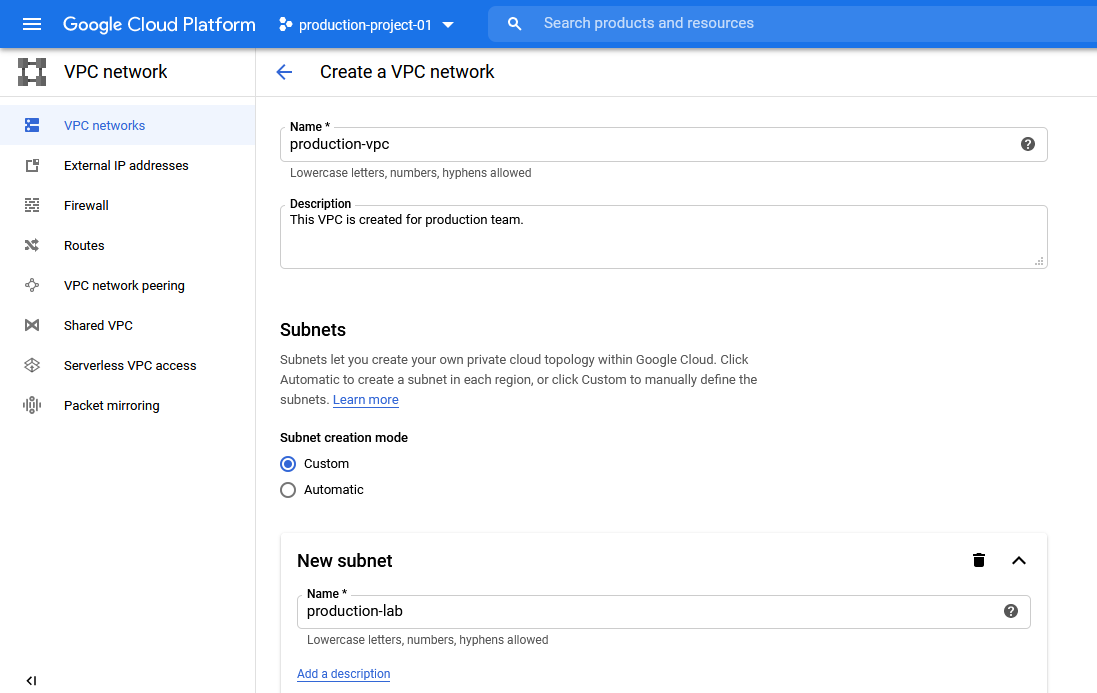 Google Cloud Platform
production-project-01
Search products and resources
VPC network
Create a VPC network
VPC networks
External IP addresses
Firewall
Routes
VPC network peering
Shared VPC
Serverless VPC access
Packet mirroring
Name *
production-vpc
Lowercase letters, numbers, hyphens allowed
Description
This VPC is created for production team.
Subnets
Subnets let you create your own private cloud topology within Google Cloud. Click
Automatic to create a subnet in each region, or click Custom to manually define the
subnets. Learn more
Subnet creation mode
Custom
Automatic
New subnet
Name *
production-lab
Lowercase letters, numbers, hyphens allowed
Add a description